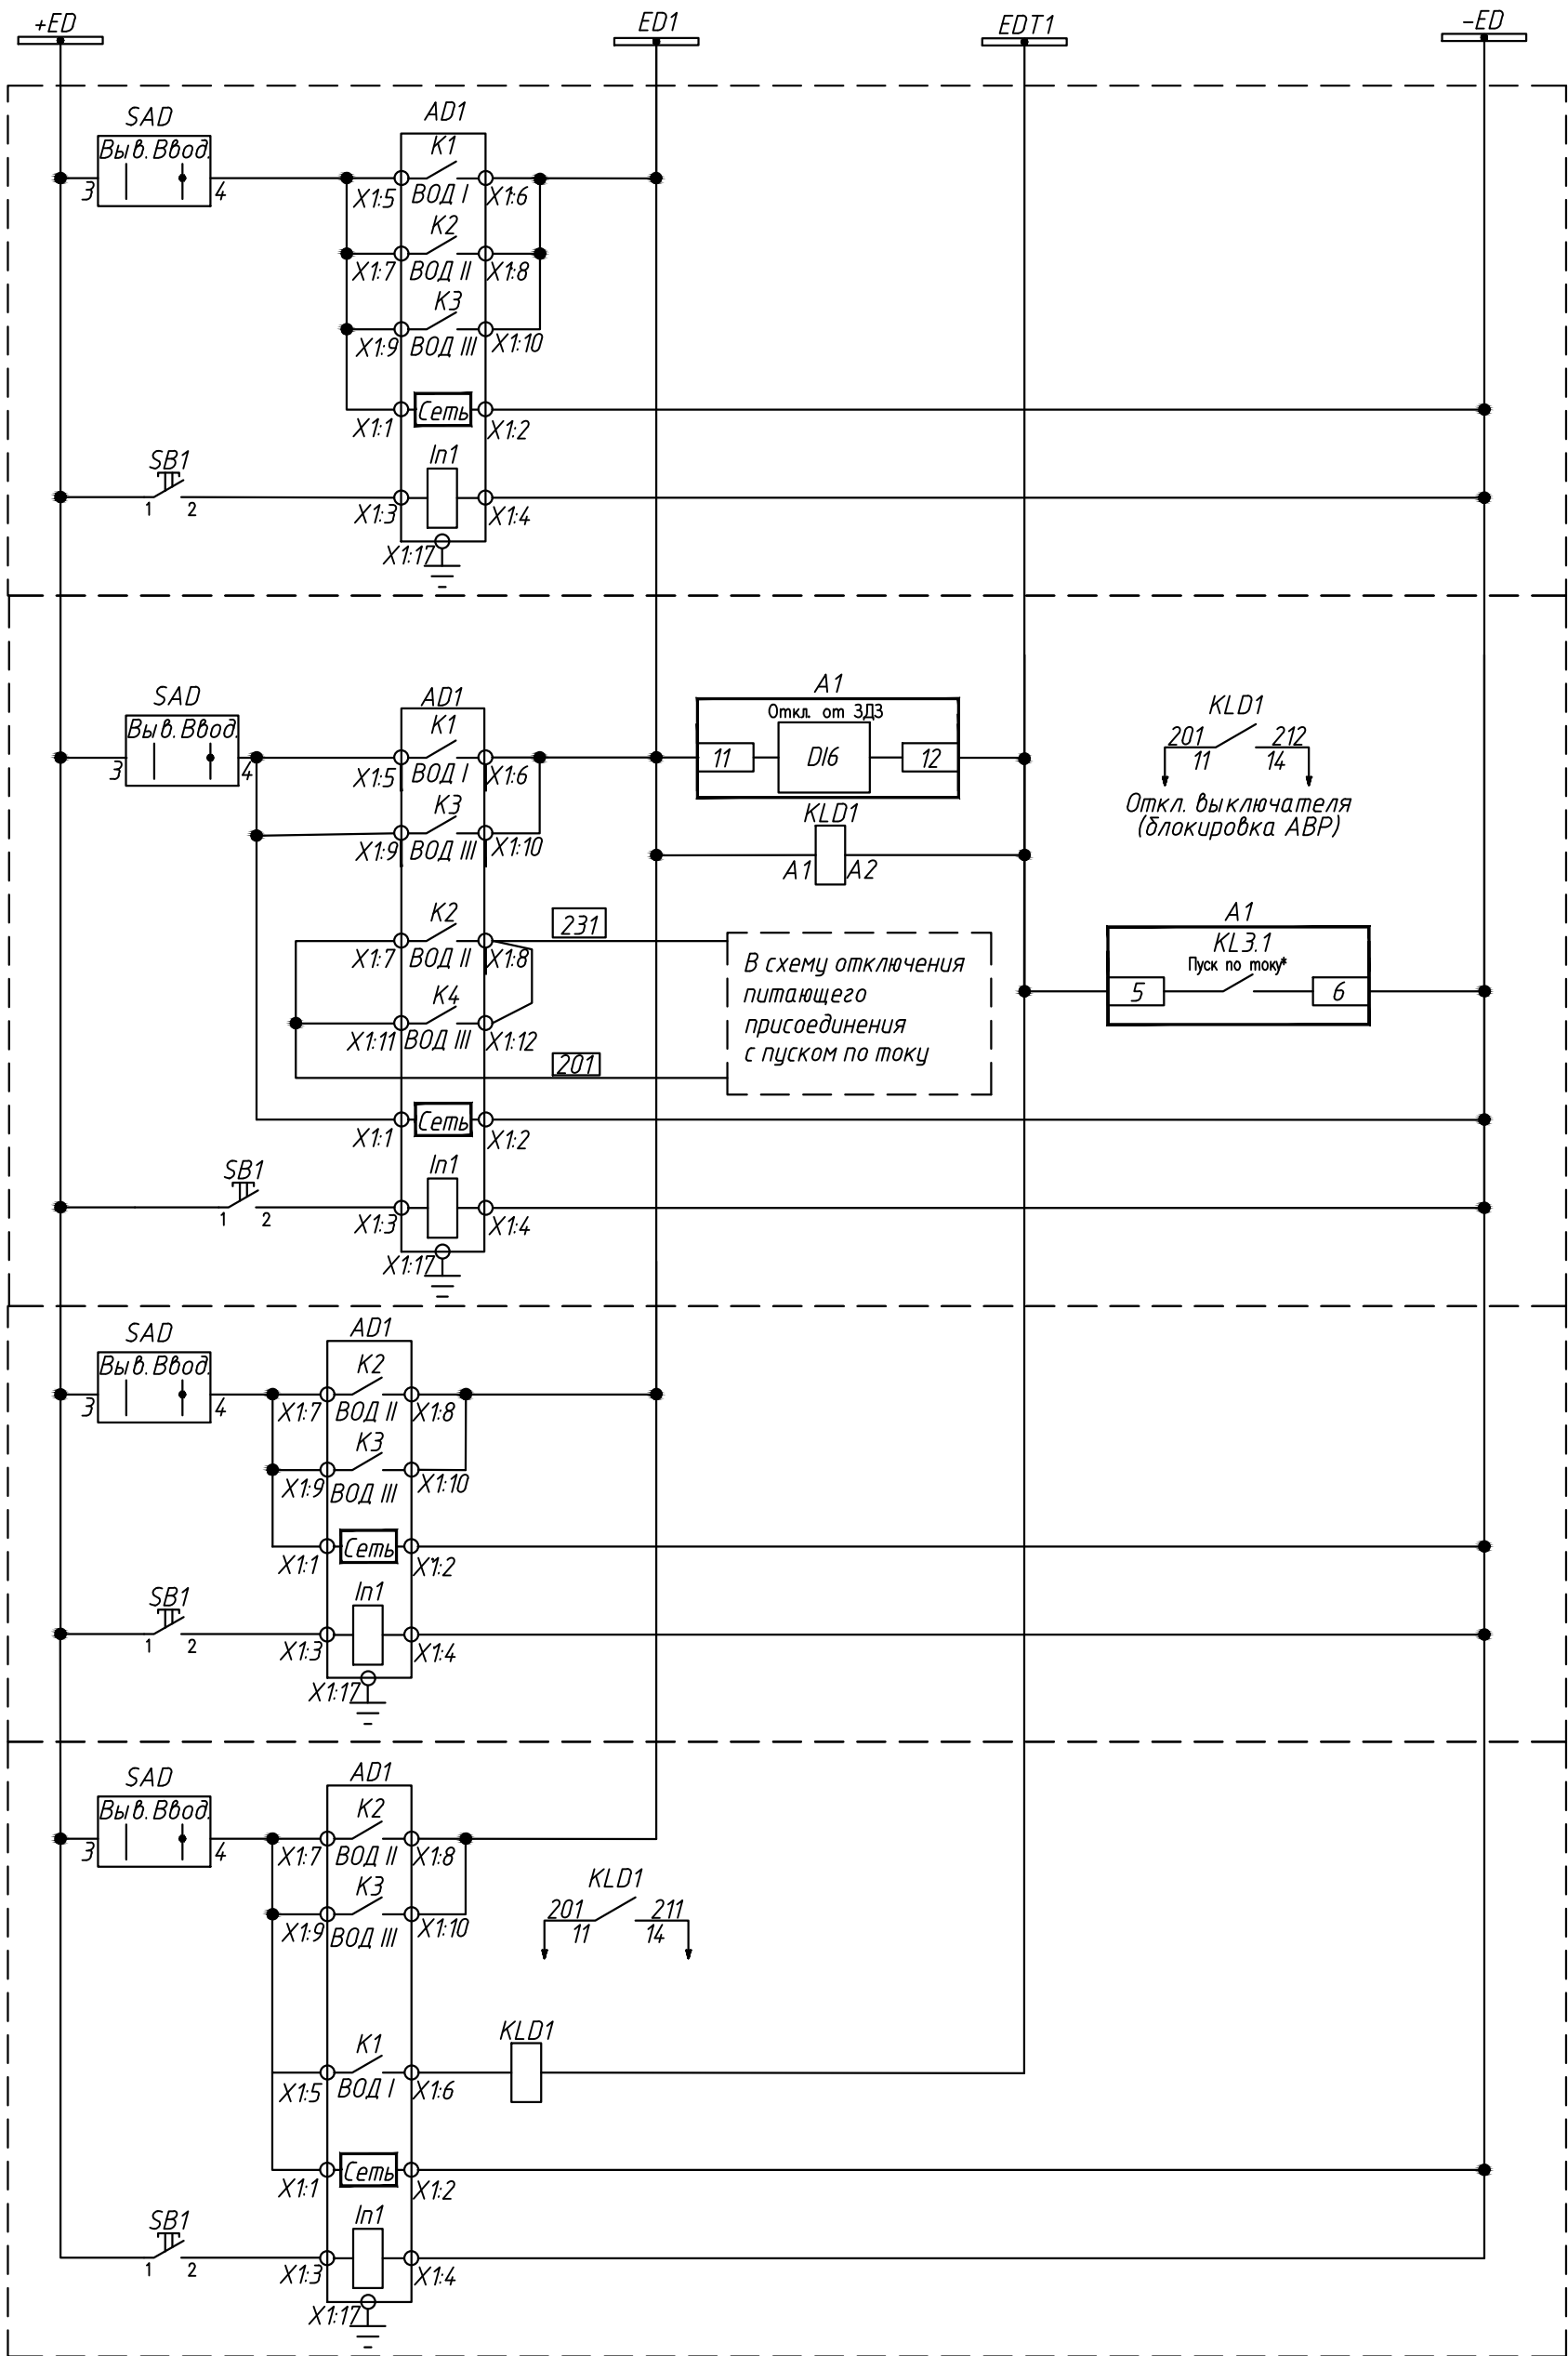 +ED
ED1
EDT1
-ED
SAD
Выв. Ввод.
3
4
AD1
K1
X1:5
ВОД I
X1:6
K2
X1:7
ВОД II
X1:8
K3
X1:9
ВОД III
X1:10
Сеть
X1:1
X1:2
In1
SB1
1
2
X1:3
X1:4
X1:17
SAD
Выв. Ввод.
3
4
AD1
K1
X1:5
ВОД I
X1:6
K3
X1:9
ВОД III
X1:10
A1
Откл. от ЗДЗ
11
DI6
12
KLD1
A1
A2
KLD1
201
212
11
14
Откл. выключателя
(блокировка АВР)
K2
X1:7
ВОД II
X1:8
231
K4
X1:11
ВОД III
X1:12
201
В схему отключения
питающего
присоединения
с пуском по току
A1
KL3.1
Пуск по току*
5
6
Сеть
X1:1
X1:2
In1
SB1
1
2
X1:3
X1:4
X1:17
SAD
Выв. Ввод.
3
4
AD1
K2
X1:7
ВОД II
X1:8
K3
X1:9
ВОД III
X1:10
Сеть
X1:1
X1:2
In1
SB1
1
2
X1:3
X1:4
X1:17
SAD
Выв. Ввод.
3
4
AD1
K2
X1:7
ВОД II
X1:8
K3
X1:9
ВОД III
X1:10
KLD1
201
211
11
14
K1
X1:5
ВОД I
X1:6
KLD1
Сеть
X1:1
X1:2
In1
SB1
1
2
X1:3
X1:4
X1:17